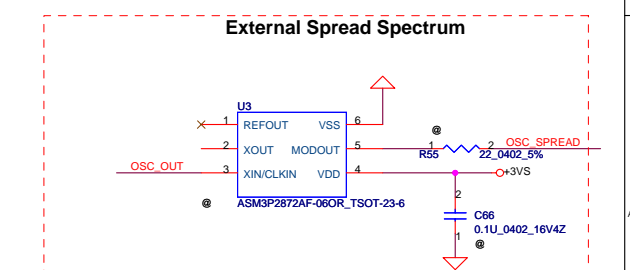 External Spread Spectrum
U3
1 REFOUT VSS 6
2 XOUT MODOUT 5
3 XIN/CLKIN VDD 4
OSC_OUT
@ ASM3P2872AF-06OR_TSOT-23-6
@
1 2 OSC_SPREAD
R55 22_0402_5%
+3VS
2
C66
0.1U_0402_16V4Z
1
@